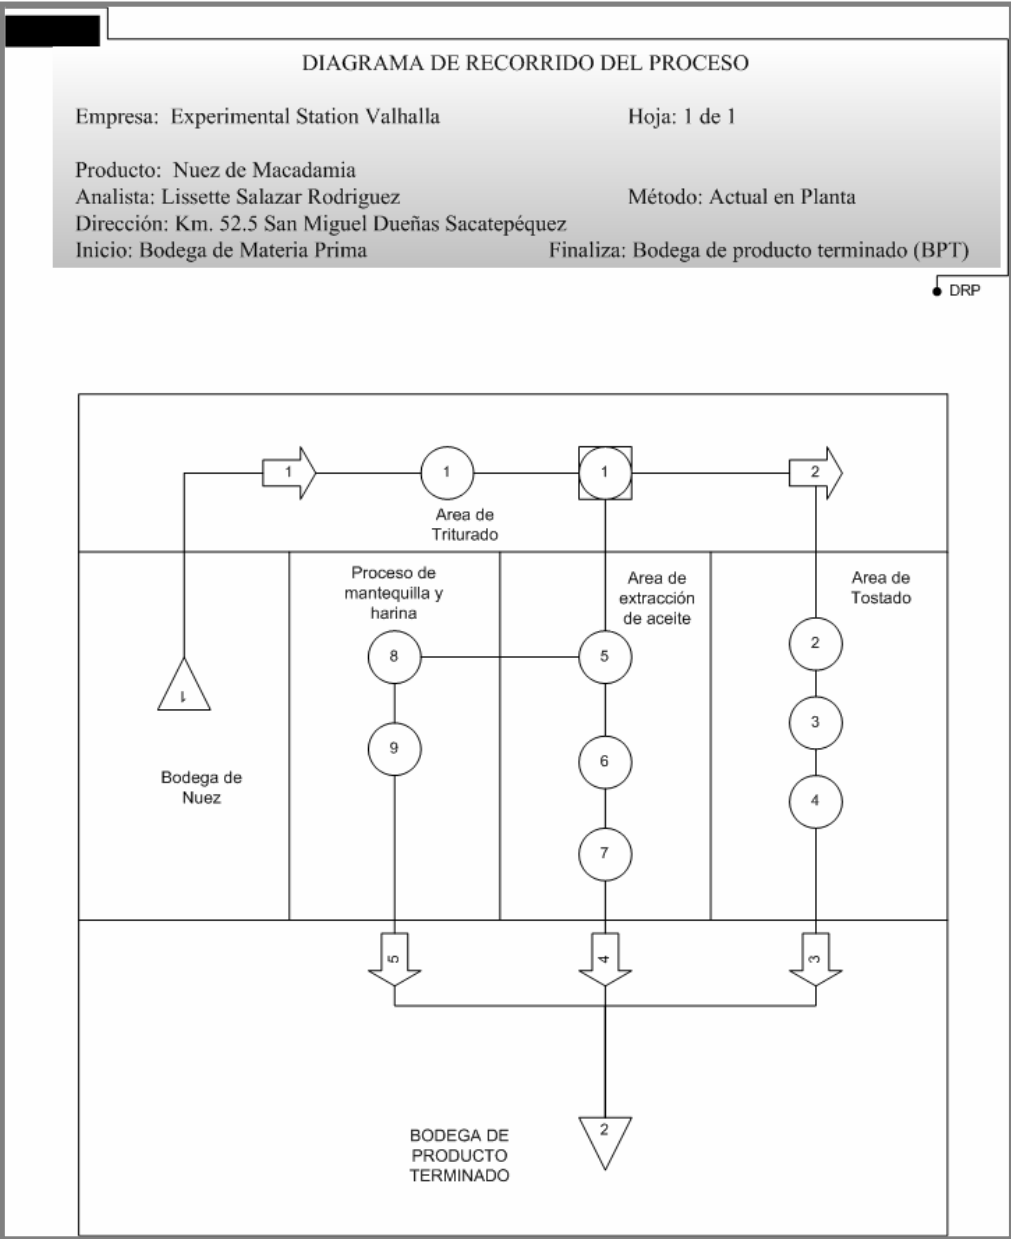 DIAGRAMA DE RECORRIDO DEL PROCESO
Empresa: Experimental Station Valhalla
Hoja: 1 de 1
Producto: Nuez de Macadamia
Analista: Lissette Salazar Rodriguez
Método: Actual en Planta
Dirección: Km. 52.5 San Miguel Dueñas Sacatepéquez
Inicio: Bodega de Materia Prima
Finaliza: Bodega de producto terminado (BPT)
DRP
1
1
1
2
Area de
Triturado
Proceso de
mantequilla y
harina
Area de
extracción
de aceite
Area de
Tostado
8
5
2
1
9
6
3
7
4
Bodega de
Nuez
5
4
3
2
BODEGA DE
PRODUCTO
TERMINADO